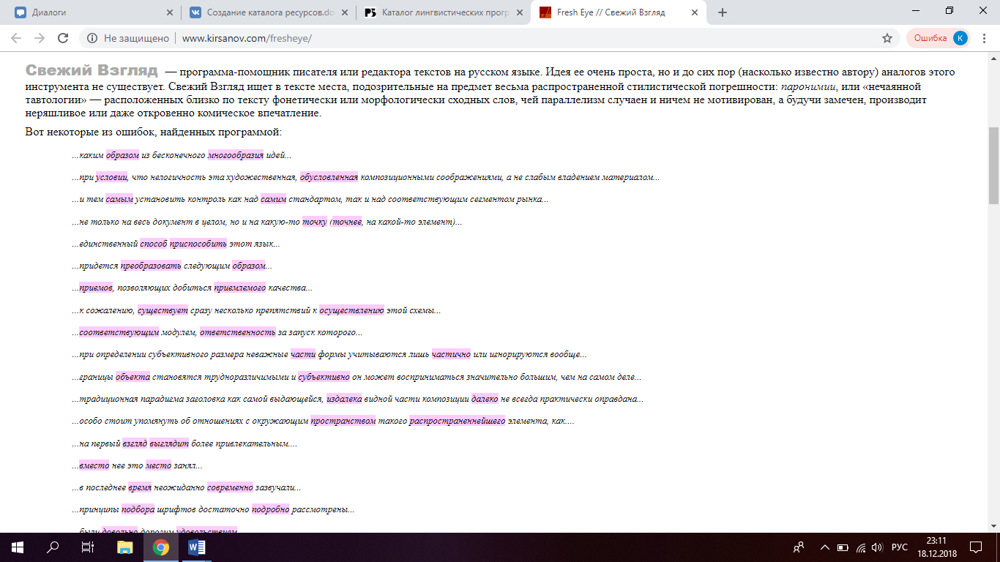 Диалоги
Создание каталога ресурсов.do
Каталог лингвистических прогр
Fresh Eye // Свежий Взгляд
Не защищено
www.kirsanov.com/fresheye/
Ошибка
К
Свежий Взгляд — программа-помошник писателя или редактора текстов на русском языке. Идея ее очень проста, но и до сих пор (насколько известно автору) аналогов этого
инструмента не существует. Свежий Взгляд ищет в тексте места, подозрительные на предмет весьма распространенной стилистической погрешности: паронимии, или «нечаянной
тавтологии» — расположенных близко по тексту фонетически или морфологически сходных слов, чей параллелизм случаен и ничем не мотивирован, а будучи замечен, производит
неряшливое или даже откровенно комическое впечатление.
Вот некоторые из ошибок, найденных программой:
...каким образом из бесконечного многообразия идей...
...при условии, что нелогичность эта художественная, обусловленная композиционными соображениями, а не слабым владением материалом...
...и тем самым установить контроль как над самим стандартом, так и над соответствующим сегментом рынка...
...не только на весь документ в целом, но и на какую-то точку (точнее, на какой-то элемент)...
...единственный способ приспособить этот язык...
...придется преобразовать следующим образом...
...приемов, позволяющих добиться приемлемого качества...
...к сожалению, существует сразу несколько препятствий к осуществлению этой схемы...
...соответствующим модулем, ответственность за запуск которого...
...при определении субъективного размера неважные части формы учитываются лишь частично или игнорируются вообще...
...границы объекта становятся трудноразличимыми и субъективно он может восприниматься значительно большим, чем на самом деле...
...традиционная парадигма заголовка как самой выдающейся, издалека видной части композиции далеко не всегда практически оправдана...
...особо стоит упомянуть об отношениях с окружающим пространством такого распространеннейшего элемента, как....
...на первый взгляд выглядит более привлекательным....
...вместо нее это место занял...
...в последнее время неожиданно современно зазвучали...
...принципы подбора шрифтов достаточно подробно рассмотрены...
...были довольно дорогим удовольствием
РУС
23:11
18.12.2018